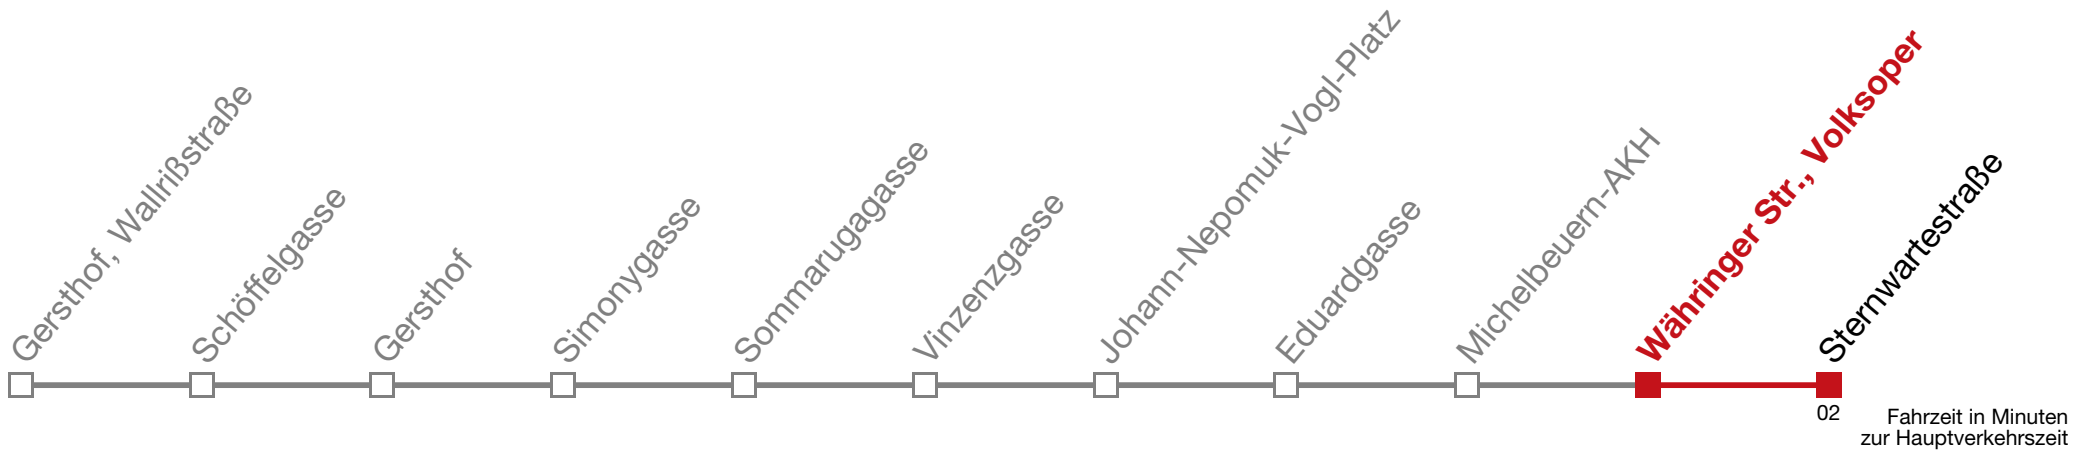 Gersthof, Wallrißstraße
Schöffelgasse
Gersthof
Simonygasse
Sommarugagasse
Vinzenzgasse
Johann-Nepomuk-Vogl-Platz
Eduardgasse
Michelbeuern-AKH
Währinger Str., Volksoper
Sternwartestraße
02
Fahrzeit in Minuten
zur Hauptverkehrszeit